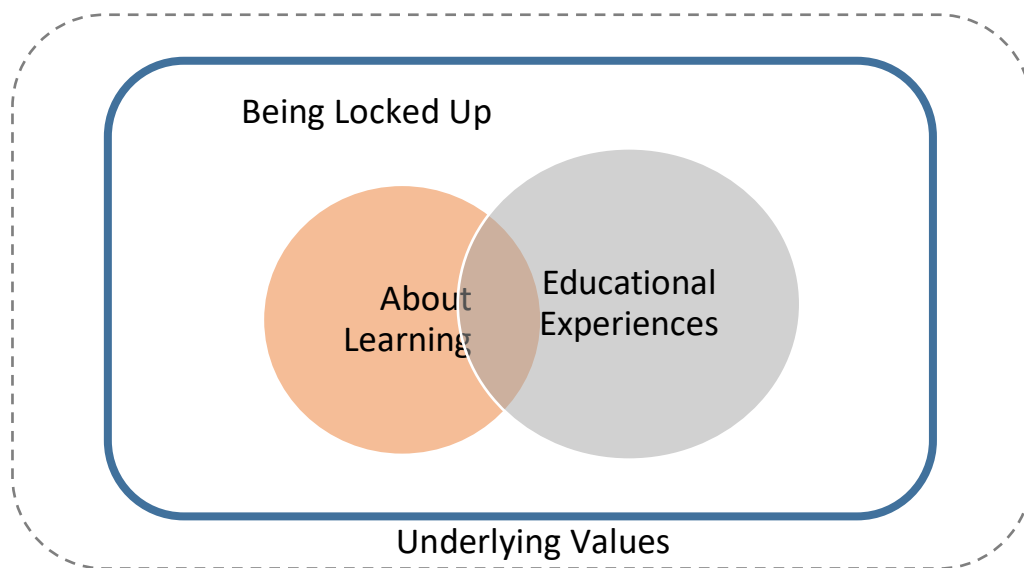 Being Locked Up
About
Learning
Educational
Experiences
Underlying Values